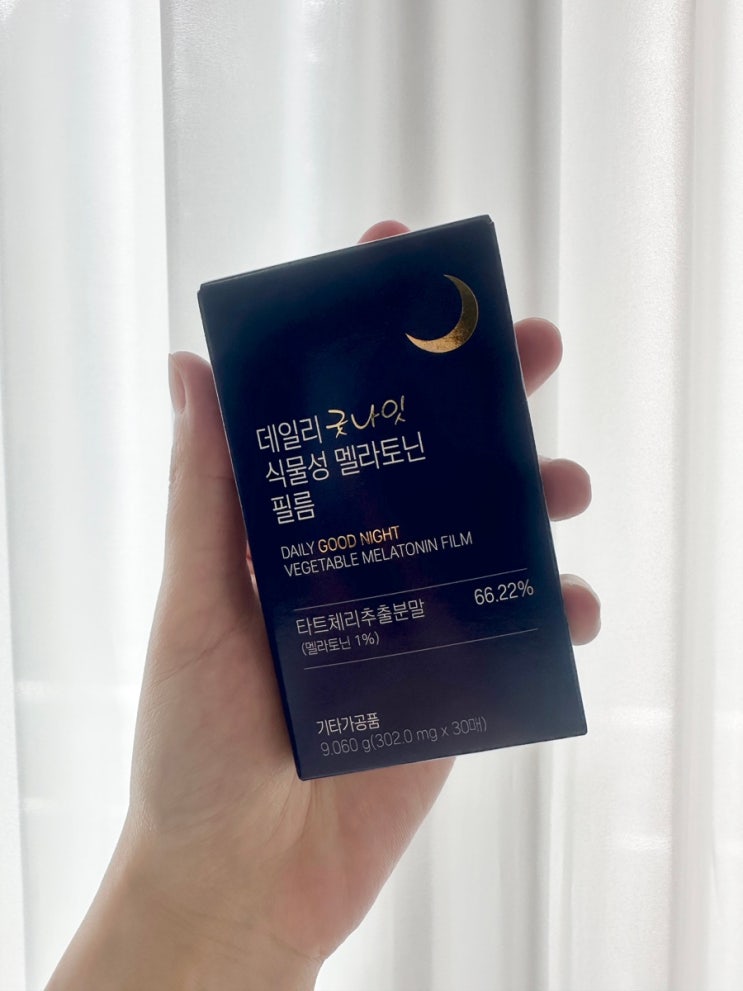 데일리 굿나잇
식물성 멜라토닌
필름
DAILY GOOD NIGHT
VEGETABLE MELATONIN FILM
타트체리추출분말 66.22%
(멜라토닌 1%)
기타가공품
9.060 g(302.0 mg x 30매)